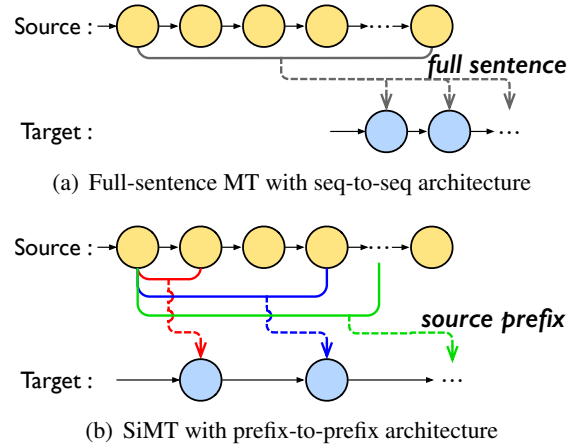 Source :
full sentence
Target :
(a) Full-sentence MT with seq-to-seq architecture
Source :
source prefix
Target :
(b) SiMT with prefix-to-prefix architecture